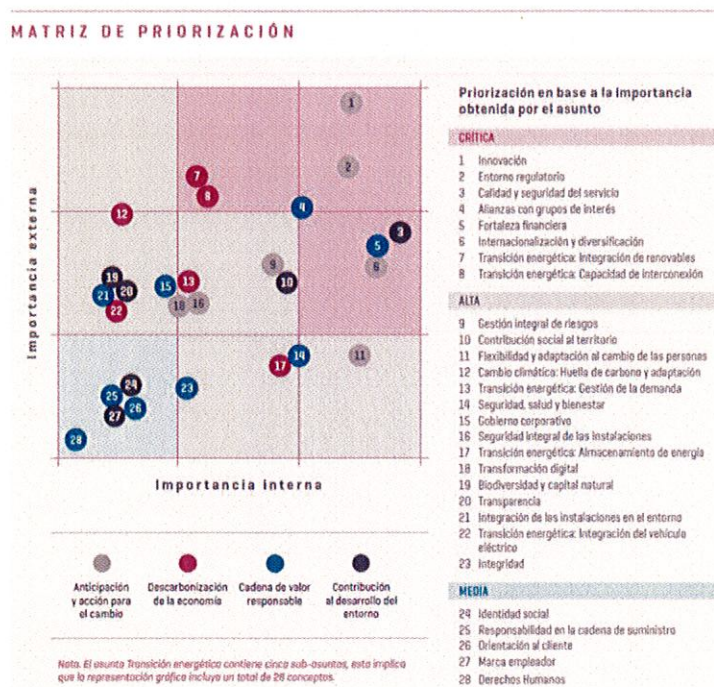 MATRIZ DE PRIORIZACIÓN
Importancia externa
1
2
7
8
4
12
3
5
6
9
10
19
20
21
22
15
13
18
16
17
14
11
24
25
26
27
23
28
Importancia interna
Anticipación
y acción para
el cambio
Descarbonización
de la economía
Cadena de valor
responsable
Contribución
al desarrollo del
entorno
Nota. El asunto Transición energética contiene cinco sub-asuntos, esto implica
que la representación gráfica incluya un total de 28 conceptos.
Priorización en base a la importancia
obtenida por el asunto
CRÍTICA
1 Innovación
2 Entorno regulatorio
3 Calidad y seguridad del servicio
4 Alianzas con grupos de interés
5 Fortaleza financiera
6 Internacionalización y diversificación
7 Transición energética: Integración de renovables
8 Transición energética: Capacidad de interconexión
ALTA
9 Gestión integral de riesgos
10 Contribución social al territorio
11 Flexibilidad y adaptación al cambio de las personas
12 Cambio climático: Huella de carbono y adaptación
13 Transición energética: Gestión de la demanda
14 Seguridad, salud y bienestar
15 Gobierno corporativo
16 Seguridad integral de las instalaciones
17 Transición energética: Almacenamiento de energía
18 Transformación digital
19 Biodiversidad y capital natural
20 Transparencia
21 Integración de las instalaciones en el entorno
22 Transición energética: Integración del vehículo
eléctrico
23 Integridad
MEDIA
24 Identidad social
25 Responsabilidad en la cadena de suministro
26 Orientación al cliente
27 Marca empleador
28 Derechos Humanos